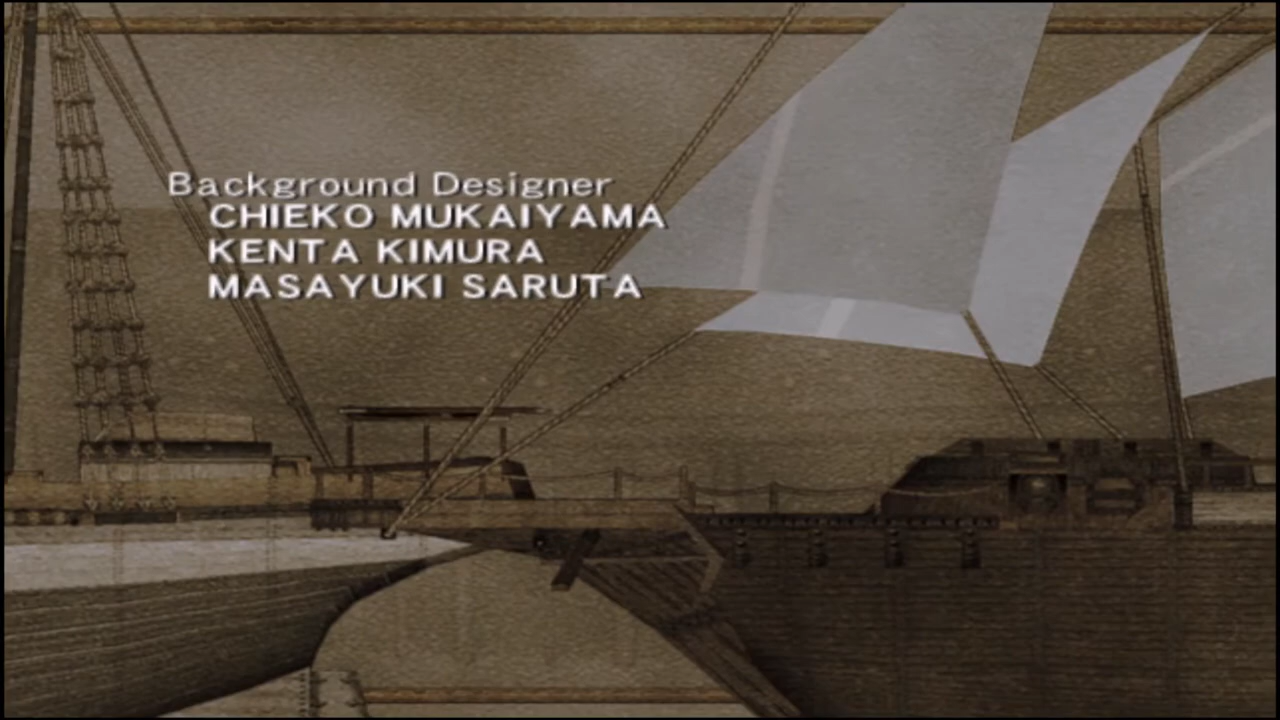 Background Designer
CHIEKO MUKAIYAMA
KENTA KIMURA
MASAYUKI SARUTA